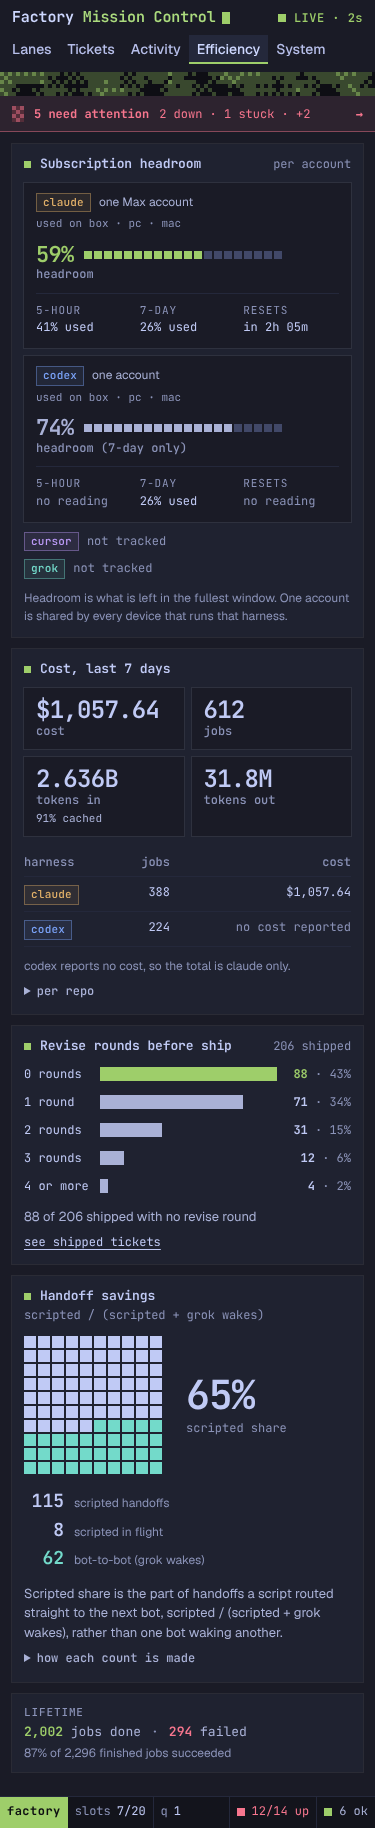 Factory Mission Control LIVE · 2s
Lanes Tickets Activity Efficiency System
5 need attention 2 down · 1 stuck · +2 →
Subscription headroom per account
claude one Max account
used on box · pc · mac
59%
headroom
5-HOUR 7-DAY RESETS
41% used 26% used in 2h 05m
codex one account
used on box · pc · mac
74%
headroom (7-day only)
5-HOUR 7-DAY RESETS
no reading 26% used no reading
cursor not tracked
grok not tracked
Headroom is what is left in the fullest window. One account
is shared by every device that runs that harness.
Cost, last 7 days
$1,057.64 612
cost jobs
2.636B 31.8M
tokens in tokens out
91% cached
harness jobs cost
claude 388 $1,057.64
codex 224 no cost reported
codex reports no cost, so the total is claude only.
▶ per repo
Revise rounds before ship 206 shipped
0 rounds 88 · 43%
1 round 71 · 34%
2 rounds 31 · 15%
3 rounds 12 · 6%
4 or more 4 · 2%
88 of 206 shipped with no revise round
see shipped tickets
Handoff savings
scripted / (scripted + grok wakes)
65%
scripted share
115 scripted handoffs
8 scripted in flight
62 bot-to-bot (grok wakes)
Scripted share is the part of handoffs a script routed
straight to the next bot, scripted / (scripted + grok
wakes), rather than one bot waking another.
▶ how each count is made
LIFETIME
2,002 jobs done · 294 failed
87% of 2,296 finished jobs succeeded
factory slots 7/20 q 1 12/14 up 6 ok